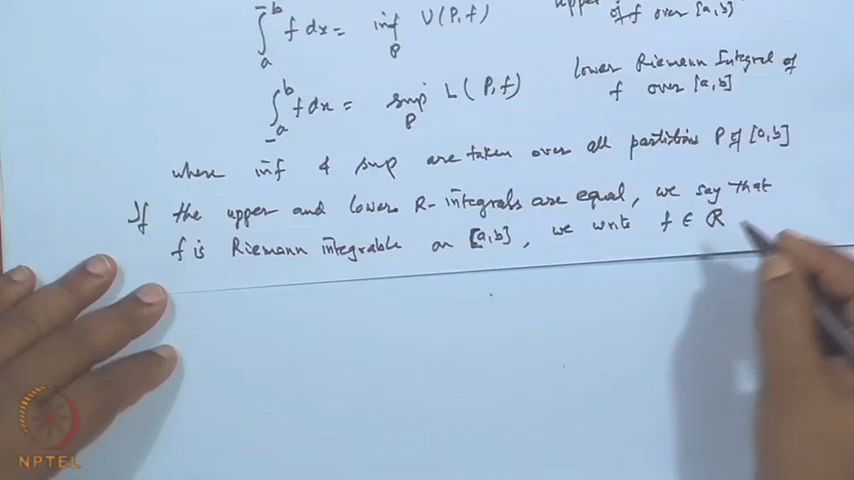 ∫̄_a^b f dx = inf_P U(P, f) upper of f over [a,b]
∫_̲a^b f dx = sup_P L(P, f) lower Riemann Integral of f over [a,b]
where inf & sup are taken over all partitions P of [a,b]
If the upper and lower R-integrals are equal, we say that
f is Riemann integrable on [a,b], we write f ∈ ℛ
NPTEL